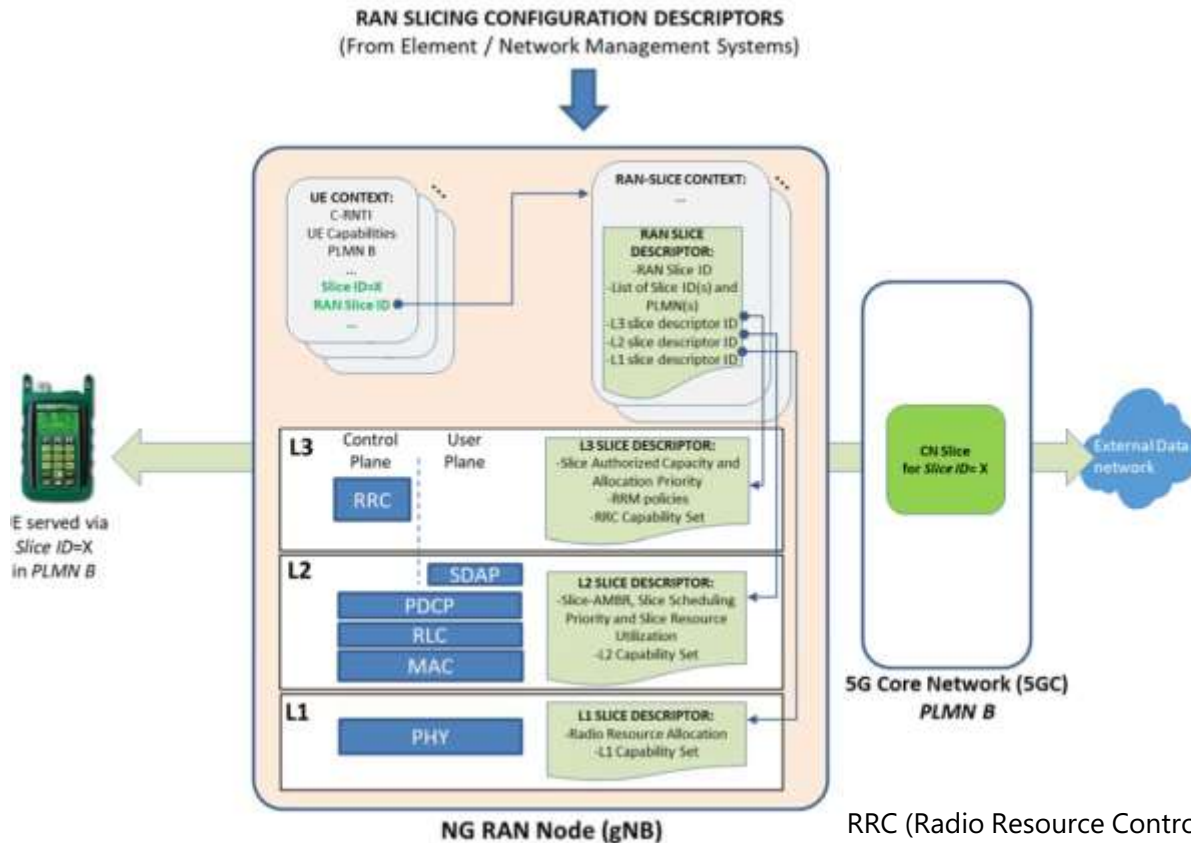 RAN SLICING CONFIGURATION DESCRIPTORS
(From Element / Network Management Systems)
UE CONTEXT:
C-RNTI
UE Capabilities
PLMN B
...
Slice ID=X
RAN Slice ID
...
...
RAN-SLICE CONTEXT:
...
...
RAN SLICE
DESCRIPTOR:
-RAN Slice ID
-List of Slice ID(s) and
PLMN(s)
-L3 slice descriptor ID
-L2 slice descriptor ID
-L1 slice descriptor ID
L3
Control
Plane
User
Plane
RRC
L3 SLICE DESCRIPTOR:
-Slice Authorized Capacity and
Allocation Priority
-RRM policies
-RRC Capability Set
L2
SDAP
PDCP
RLC
MAC
L2 SLICE DESCRIPTOR:
-Slice-AMBR, Slice Scheduling
Priority and Slice Resource
Utilization
-L2 Capability Set
L1
PHY
L1 SLICE DESCRIPTOR:
-Radio Resource Allocation
-L1 Capability Set
NG RAN Node (gNB)
E served via
Slice ID=X
in PLMN B
CN Slice
for Slice ID= X
5G Core Network (5GC)
PLMN B
External Data
network
RRC (Radio Resource Contro